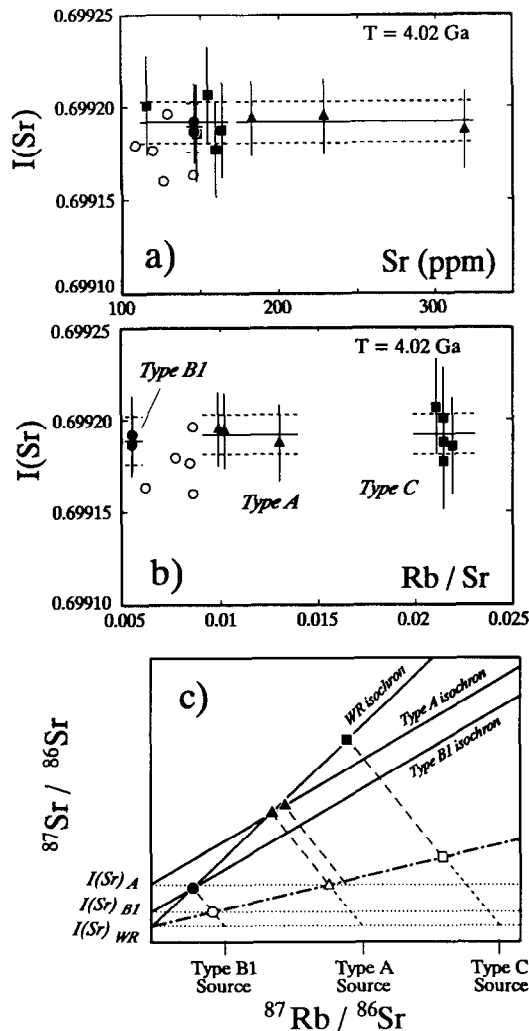 0.69925
T = 4.02 Ga
0.69920
I(Sr)
0.69915
a)
Sr (ppm)
0.69910
100
200
300
0.69925
T = 4.02 Ga
Type B1
0.69920
I(Sr)
Type A
Type C
0.69915
b)
Rb / Sr
0.69910
0.005
0.01
0.015
0.02
0.025
c)
WR isochron
Type A isochron
Type B1 isochron
87Sr / 86Sr
I(Sr) A
I(Sr) B1
I(Sr) WR
Type B1 Source
Type A Source
Type C Source
87Rb / 86Sr